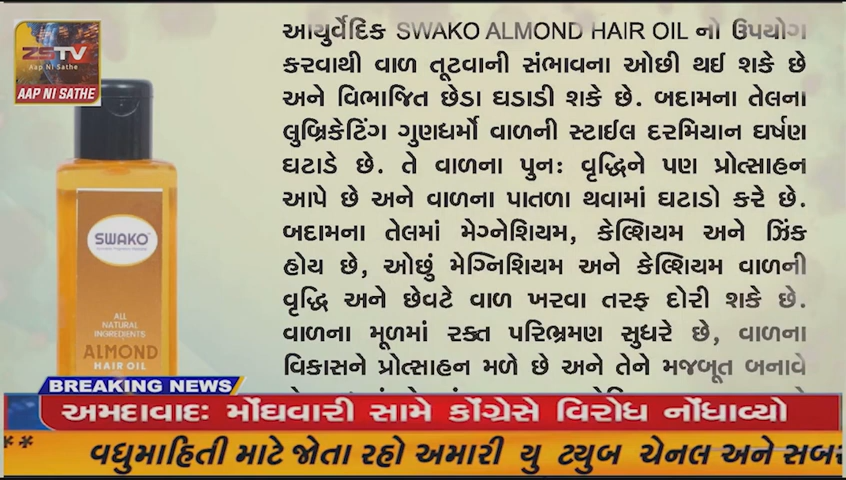 ZSTV
Aap Ni Sathe
AAP NI SATHE
આયુર્વેદિક SWAKO ALMOND HAIR OIL નો ઉપયોગ
કરવાથી વાળ તૂટવાની સંભાવના ઓછી થઈ શકે છે
અને વિભાજિત છેડા ઘડાડી શકે છે. બદામના તેલના
લુબ્રિકેટિંગ ગુણધર્મો વાળની સ્ટાઈલ દરમિયાન ઘર્ષણ
ઘટાડે છે. તે વાળના પુનઃ વૃદ્ધિને પણ પ્રોત્સાહન
આપે છે અને વાળના પાતળા થવામાં ઘટાડો કરે છે.
બદામના તેલમાં મેગ્નેશિયમ, કેલ્શિયમ અને ઝિંક
હોય છે, ઓછું મેગ્નિશિયમ અને કેલ્શિયમ વાળની
વૃદ્ધિ અને છેવટે વાળ ખરવા તરફ દોરી શકે છે.
વાળના મૂળમાં રક્ત પરિભ્રમણ સુધરે છે, વાળના
વિકાસને પ્રોત્સાહન મળે છે અને તેને મજબૂત બનાવે
SWAKO
ALL
NATURAL
INGREDIENTS
ALMOND
HAIR OIL
BREAKING NEWS
અમદાવાદઃ મોંઘવારી સામે કોંગ્રેસે વિરોધ નોંધાવ્યો
** વધુમાહિતી માટે જોતા રહો અમારી યુ ટ્યુબ ચેનલ અને સબસ